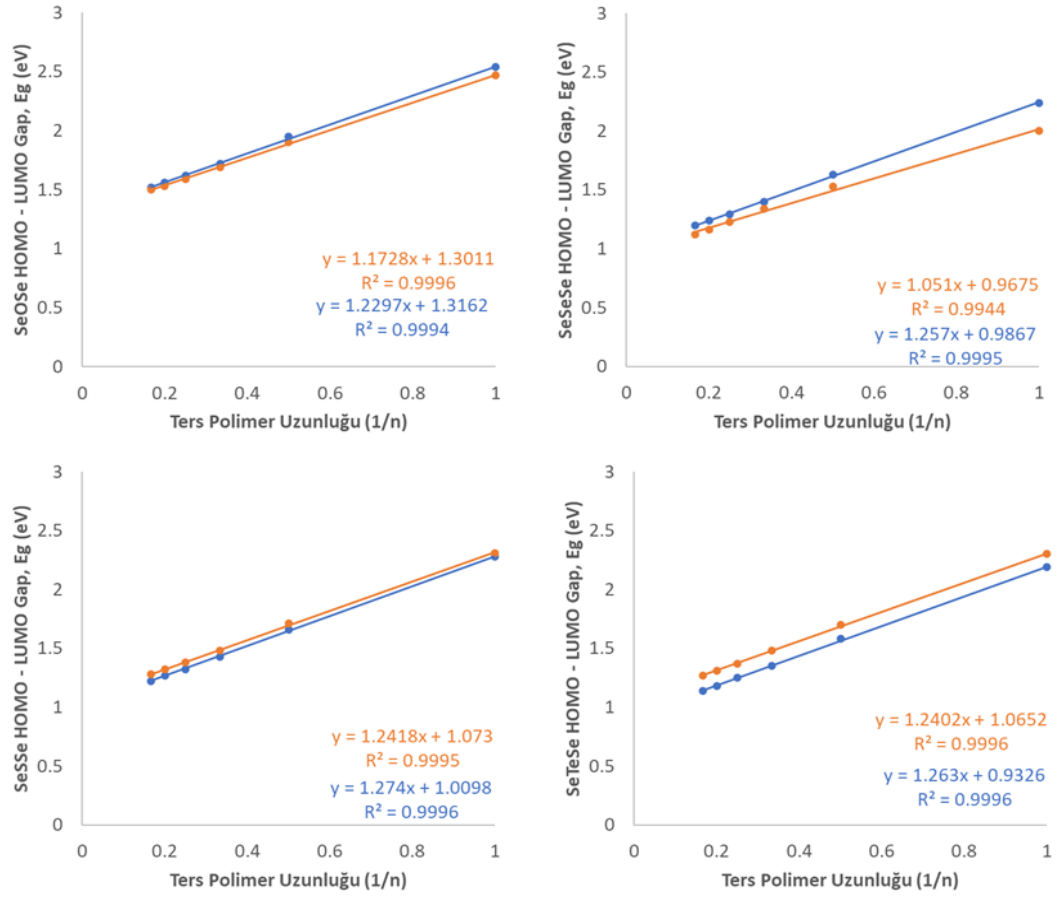 SeOSe HOMO - LUMO Gap, Eg (eV)
3
2.5
2
1.5
1
0.5
0
y = 1.1728x + 1.3011
R² = 0.9996
y = 1.2297x + 1.3162
R² = 0.9994
0 0.2 0.4 0.6 0.8 1
Ters Polimer Uzunluğu (1/n)
SeSeSe HOMO - LUMO Gap, Eg (eV)
3
2.5
2
1.5
1
0.5
0
y = 1.051x + 0.9675
R² = 0.9944
y = 1.257x + 0.9867
R² = 0.9995
0 0.2 0.4 0.6 0.8 1
Ters Polimer Uzunluğu (1/n)
SeSSe HOMO - LUMO Gap, Eg (eV)
3
2.5
2
1.5
1
0.5
0
y = 1.2418x + 1.073
R² = 0.9995
y = 1.274x + 1.0098
R² = 0.9996
0 0.2 0.4 0.6 0.8 1
Ters Polimer Uzunluğu (1/n)
SeTeSe HOMO - LUMO Gap, Eg (eV)
3
2.5
2
1.5
1
0.5
0
y = 1.2402x + 1.0652
R² = 0.9996
y = 1.263x + 0.9326
R² = 0.9996
0 0.2 0.4 0.6 0.8 1
Ters Polimer Uzunluğu (1/n)